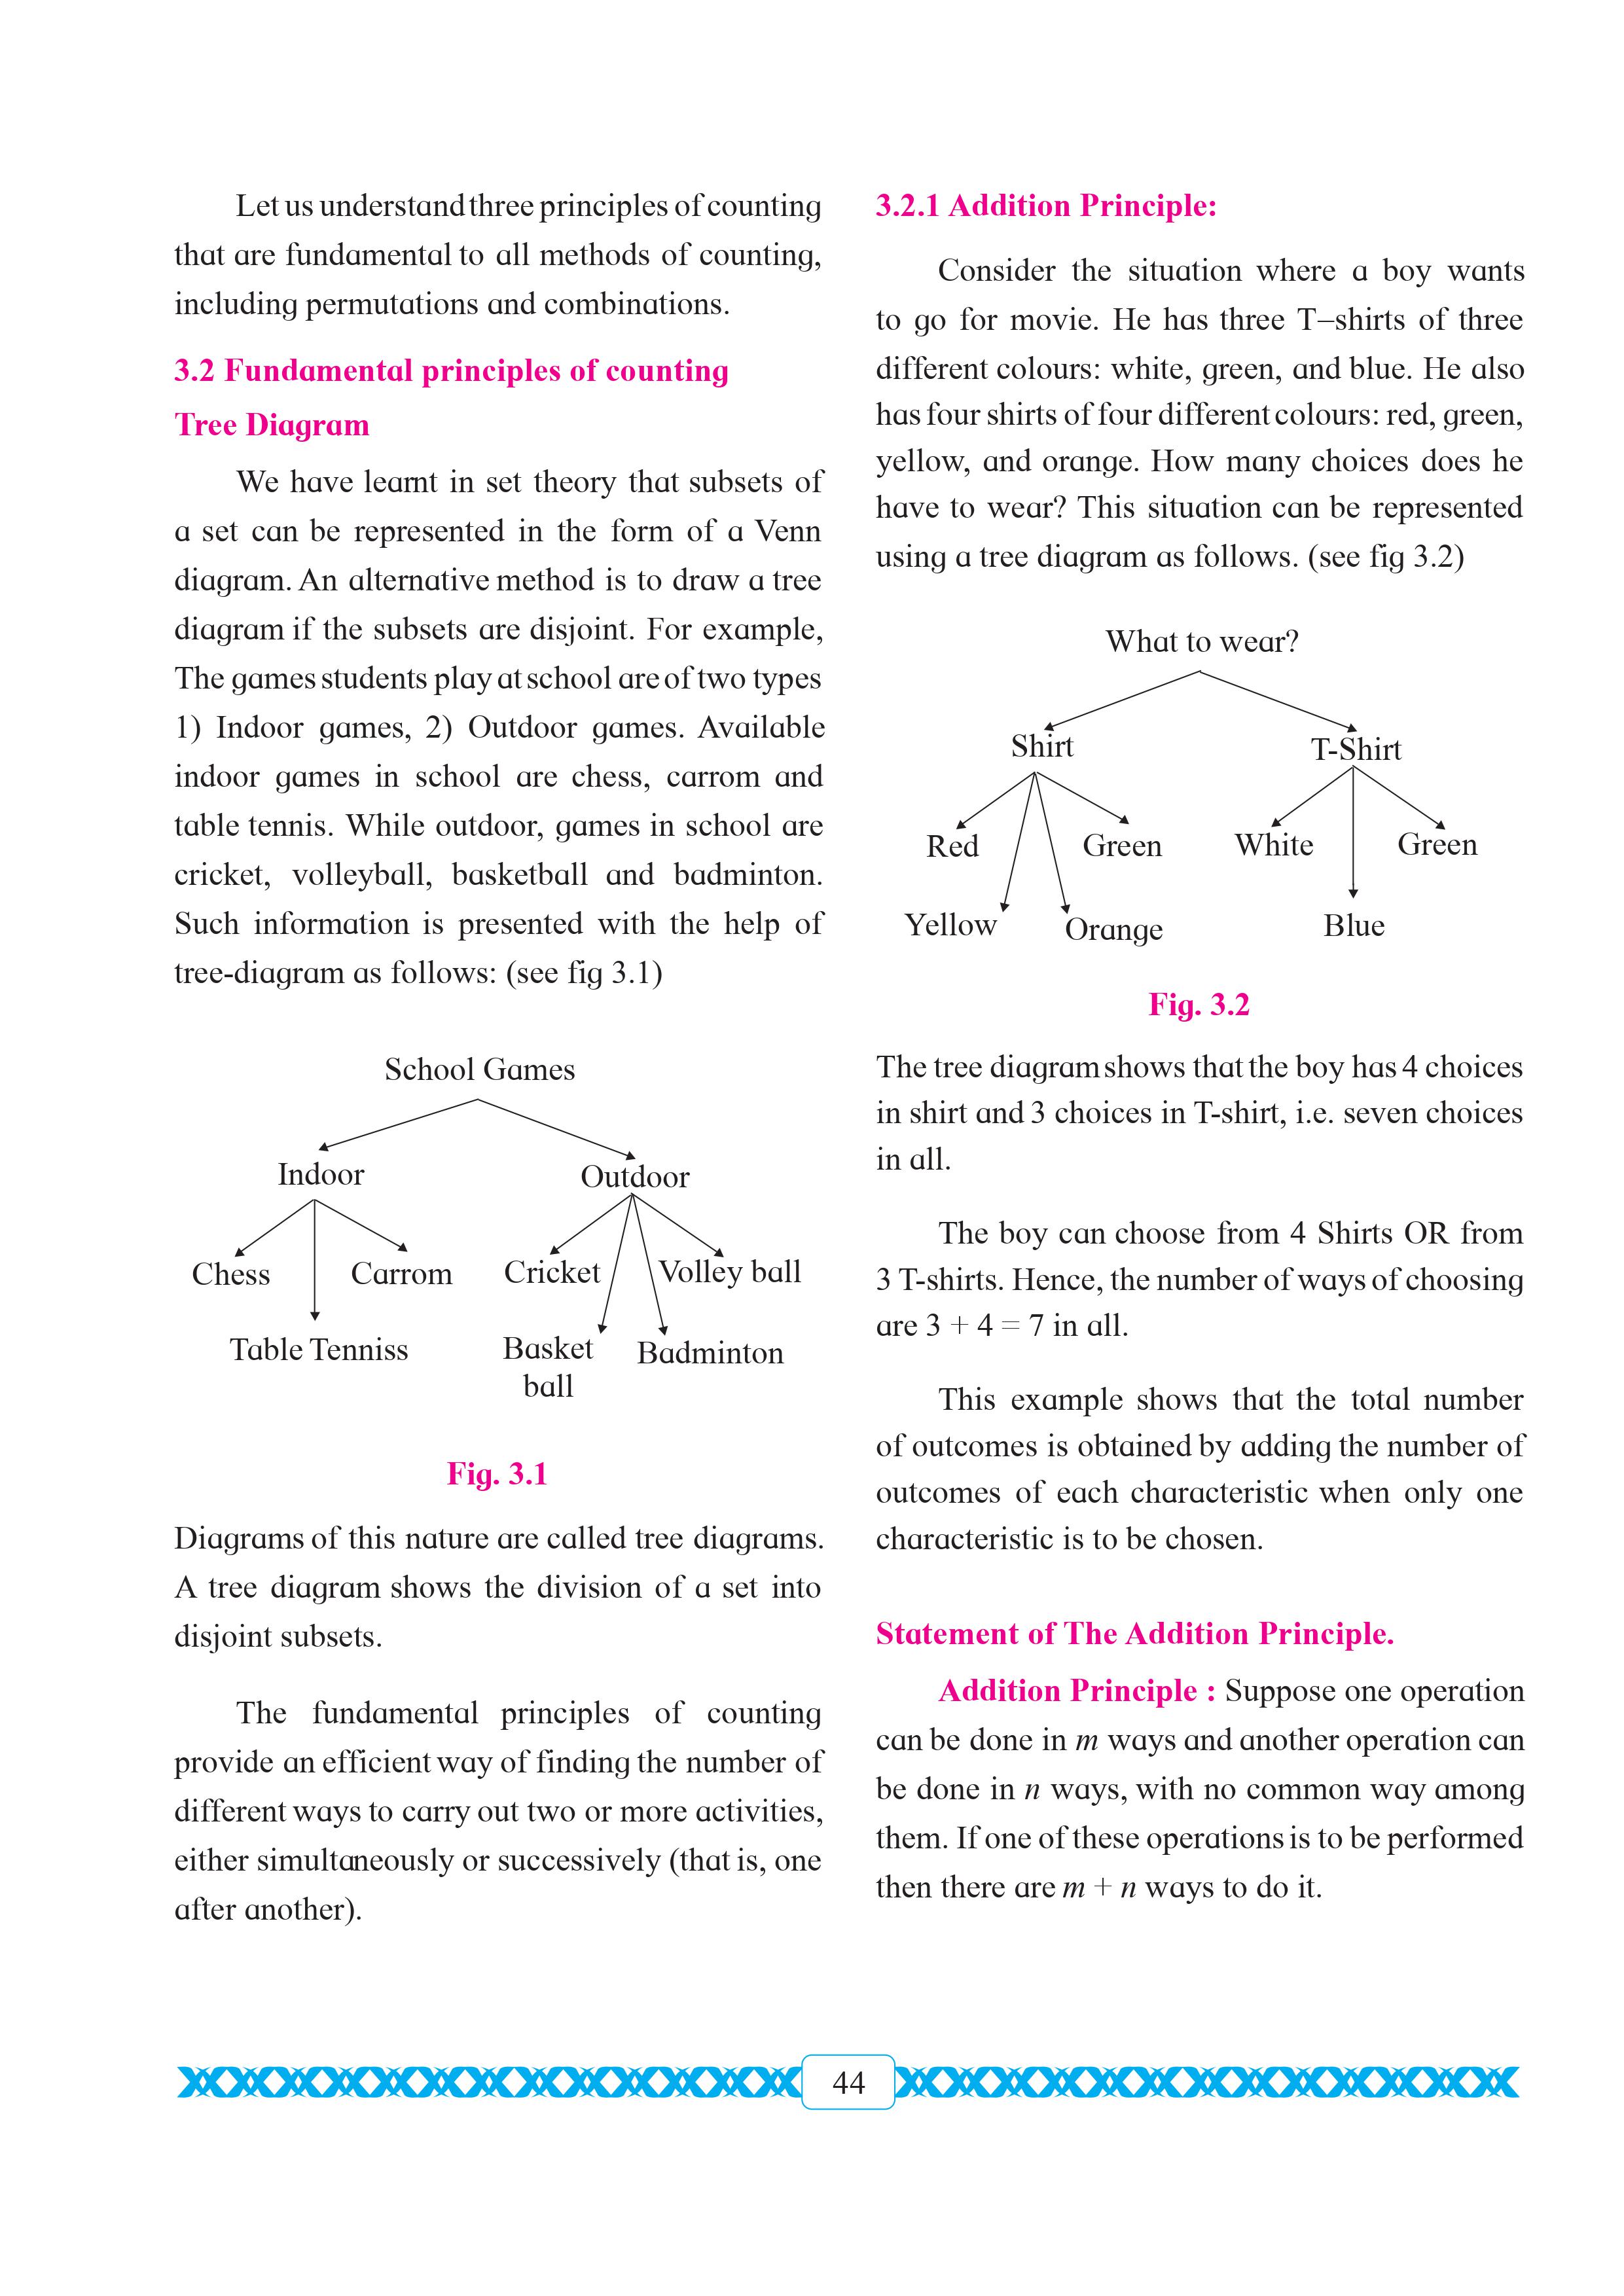 Let us understand three principles of counting
that are fundamental to all methods of counting,
including permutations and combinations.
3.2 Fundamental principles of counting
Tree Diagram
We have learnt in set theory that subsets of
a set can be represented in the form of a Venn
diagram. An alternative method is to draw a tree
diagram if the subsets are disjoint. For example,
The games students play at school are of two types
1) Indoor games, 2) Outdoor games. Available
indoor games in school are chess, carrom and
table tennis. While outdoor, games in school are
cricket, volleyball, basketball and badminton.
Such information is presented with the help of
tree-diagram as follows: (see fig 3.1)
School Games
Indoor Outdoor
Chess Carrom Cricket Volley ball
Table Tenniss Basket Badminton
ball
Fig. 3.1
Diagrams of this nature are called tree diagrams.
A tree diagram shows the division of a set into
disjoint subsets.
The fundamental principles of counting
provide an efficient way of finding the number of
different ways to carry out two or more activities,
either simultaneously or successively (that is, one
after another).
3.2.1 Addition Principle:
Consider the situation where a boy wants
to go for movie. He has three T–shirts of three
different colours: white, green, and blue. He also
has four shirts of four different colours: red, green,
yellow, and orange. How many choices does he
have to wear? This situation can be represented
using a tree diagram as follows. (see fig 3.2)
What to wear?
Shirt T-Shirt
Red Green White Green
Yellow Orange Blue
Fig. 3.2
The tree diagram shows that the boy has 4 choices
in shirt and 3 choices in T-shirt, i.e. seven choices
in all.
The boy can choose from 4 Shirts OR from
3 T-shirts. Hence, the number of ways of choosing
are 3 + 4 = 7 in all.
This example shows that the total number
of outcomes is obtained by adding the number of
outcomes of each characteristic when only one
characteristic is to be chosen.
Statement of The Addition Principle.
Addition Principle : Suppose one operation
can be done in m ways and another operation can
be done in n ways, with no common way among
them. If one of these operations is to be performed
then there are m + n ways to do it.
44